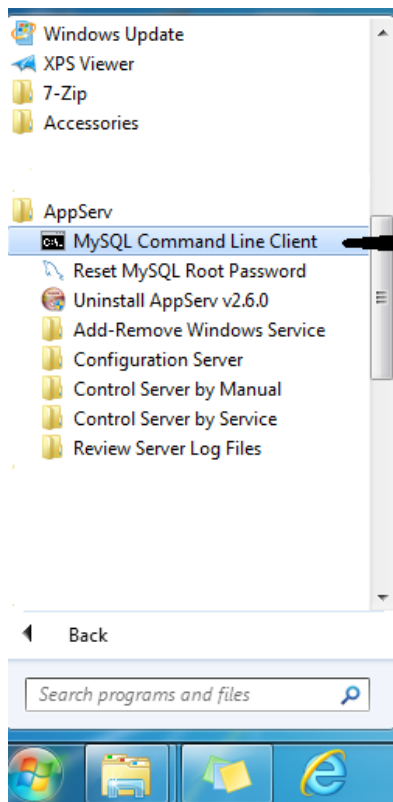 Windows Update
XPS Viewer
7-Zip
Accessories
AppServ
MySQL Command Line Client
Reset MySQL Root Password
Uninstall AppServ v2.6.0
Add-Remove Windows Service
Configuration Server
Control Server by Manual
Control Server by Service
Review Server Log Files
Back
Search programs and files